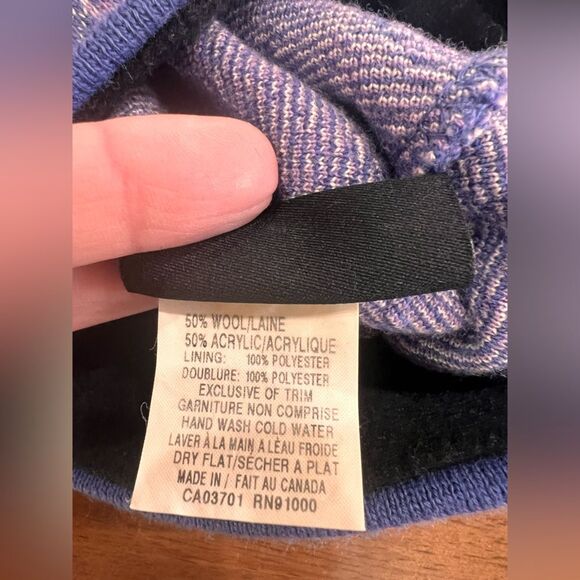 50% WOOL/LAINE
50% ACRYLIC/ACRYLIQUE
LINING: 100% POLYESTER
DOUBLURE: 100% POLYESTER
EXCLUSIVE OF TRIM
GARNITURE NON COMPRISE
HAND WASH COLD WATER
LAVER À LA MAIN A LÉAU FROIDE
DRY FLAT/SÉCHER A PLAT
MADE IN / FAIT AU CANADA
CA03701 RN91000